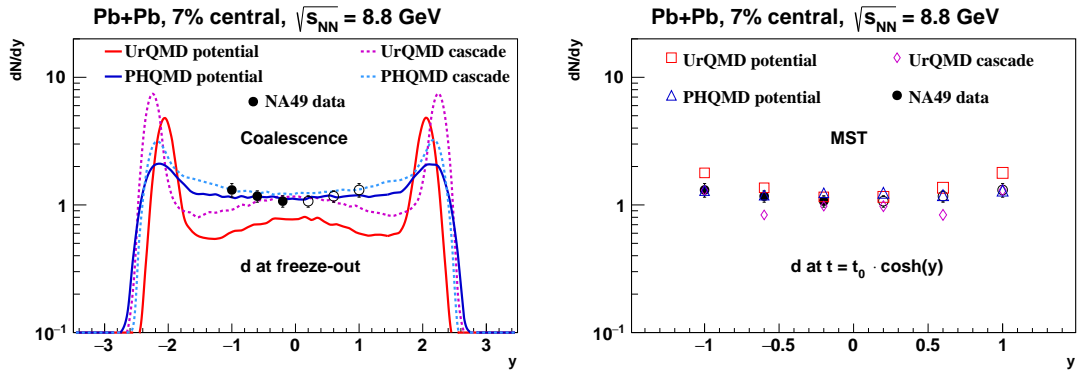 Pb+Pb, 7% central, √s_NN = 8.8 GeV
dN/dy
UrQMD potential
UrQMD cascade
PHQMD potential
PHQMD cascade
NA49 data
Coalescence
d at freeze-out
10
1
10⁻¹
−3 −2 −1 0 1 2 3
y
Pb+Pb, 7% central, √s_NN = 8.8 GeV
dN/dy
UrQMD potential
UrQMD cascade
PHQMD potential
NA49 data
MST
d at t = t₀ · cosh(y)
10
1
10⁻¹
−1 −0.5 0 0.5 1
y